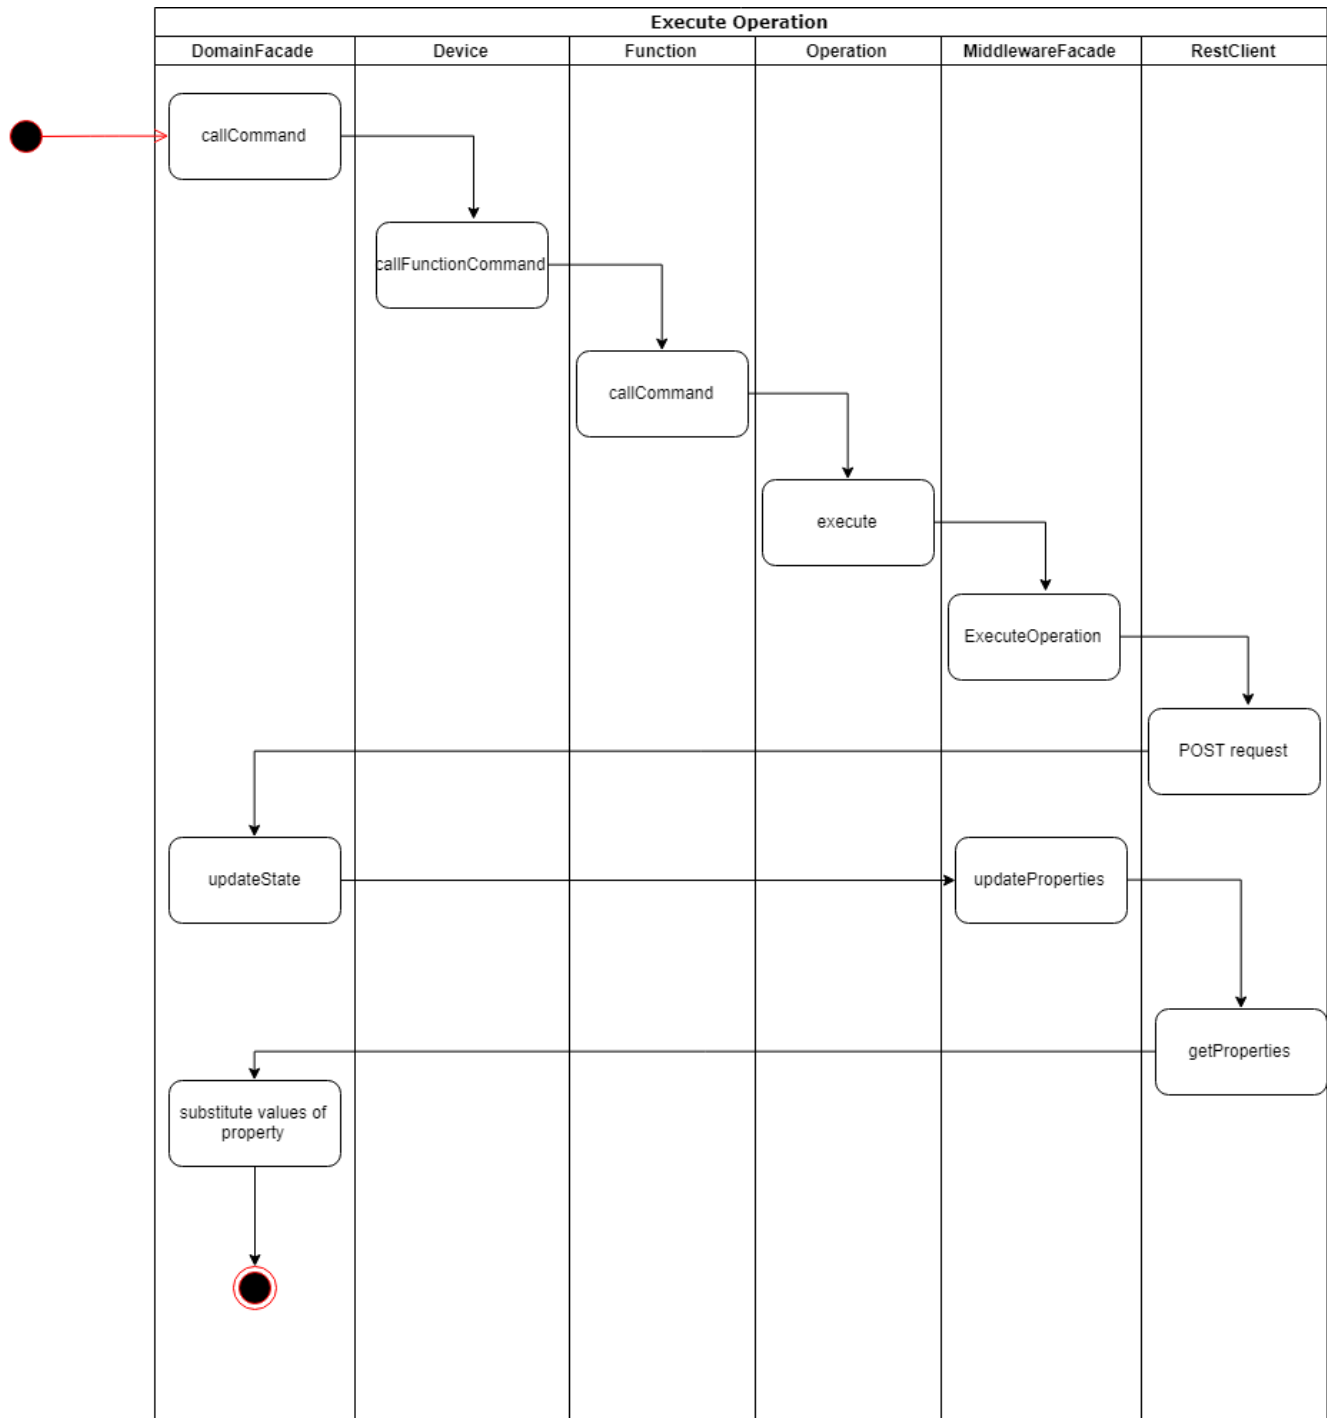 Execute Operation
DomainFacade
Device
Function
Operation
MiddlewareFacade
RestClient
callCommand
callFunctionCommand
callCommand
execute
ExecuteOperation
POST request
updateState
updateProperties
getProperties
substitute values of
property